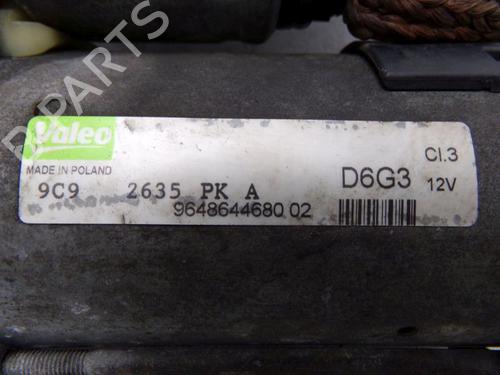 Valeo
MADE IN POLAND
9C9 2635 PK A
9648644680 02
D6G3
Cl.3
12V
B-PARTS